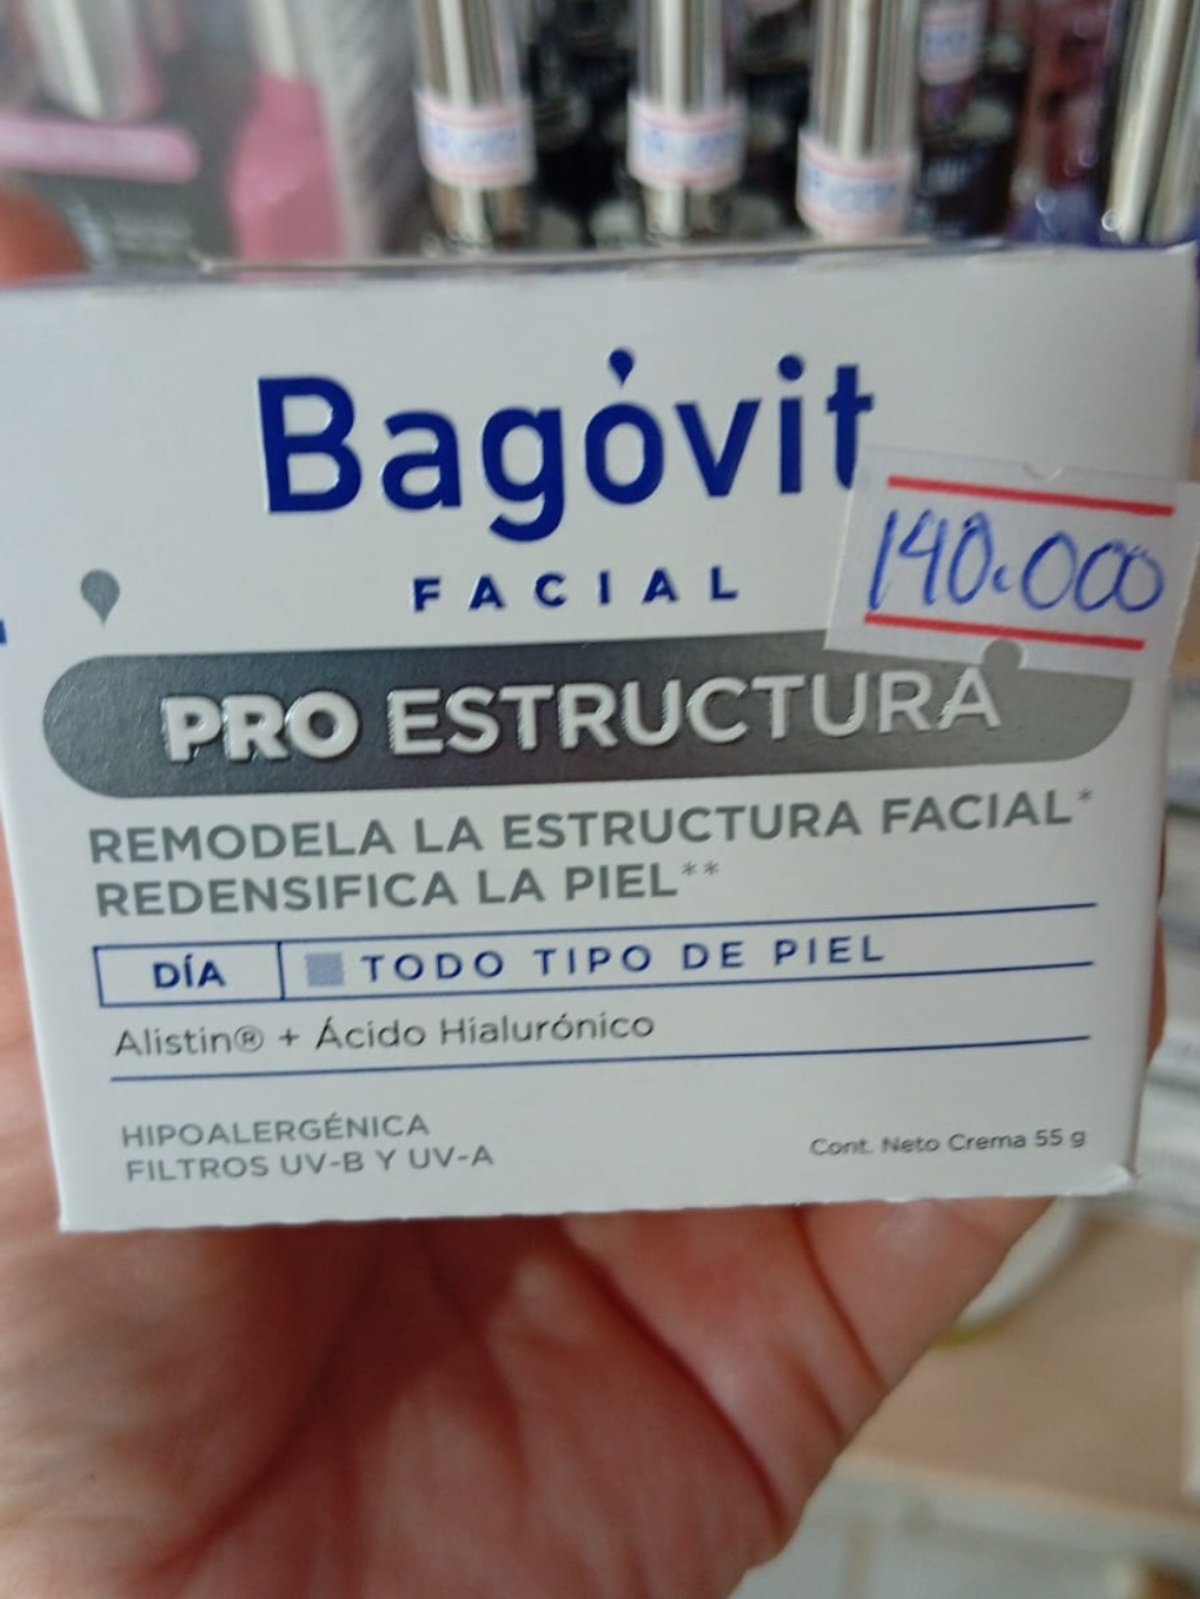 Bagóvit
140.000
FACIAL
PRO ESTRUCTURA
REMODELA LA ESTRUCTURA FACIAL*
REDENSIFICA LA PIEL**
DÍA TODO TIPO DE PIEL
Alistin® + Ácido Hialurónico
HIPOALERGÉNICA
FILTROS UV-B Y UV-A
Cont. Neto Crema 55 g